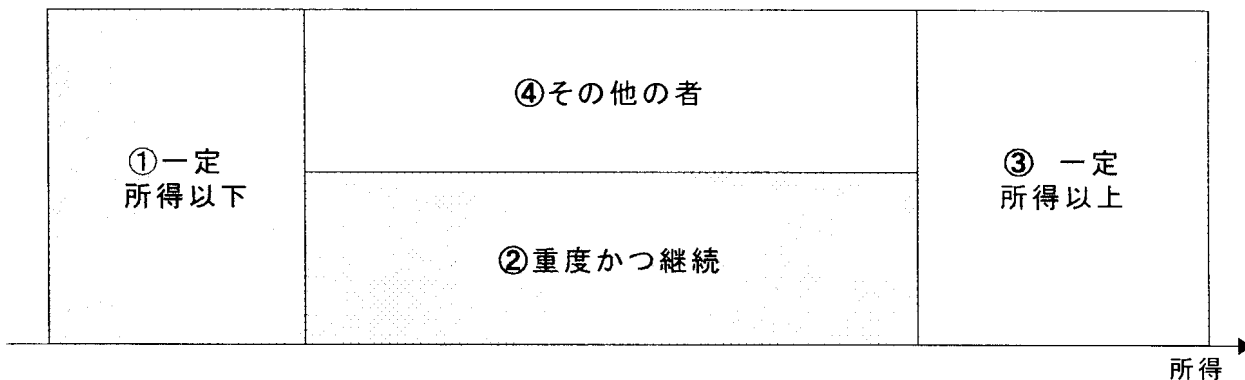 ④その他の者
①一定
所得以下
③ 一定
所得以上
②重度かつ継続
所得